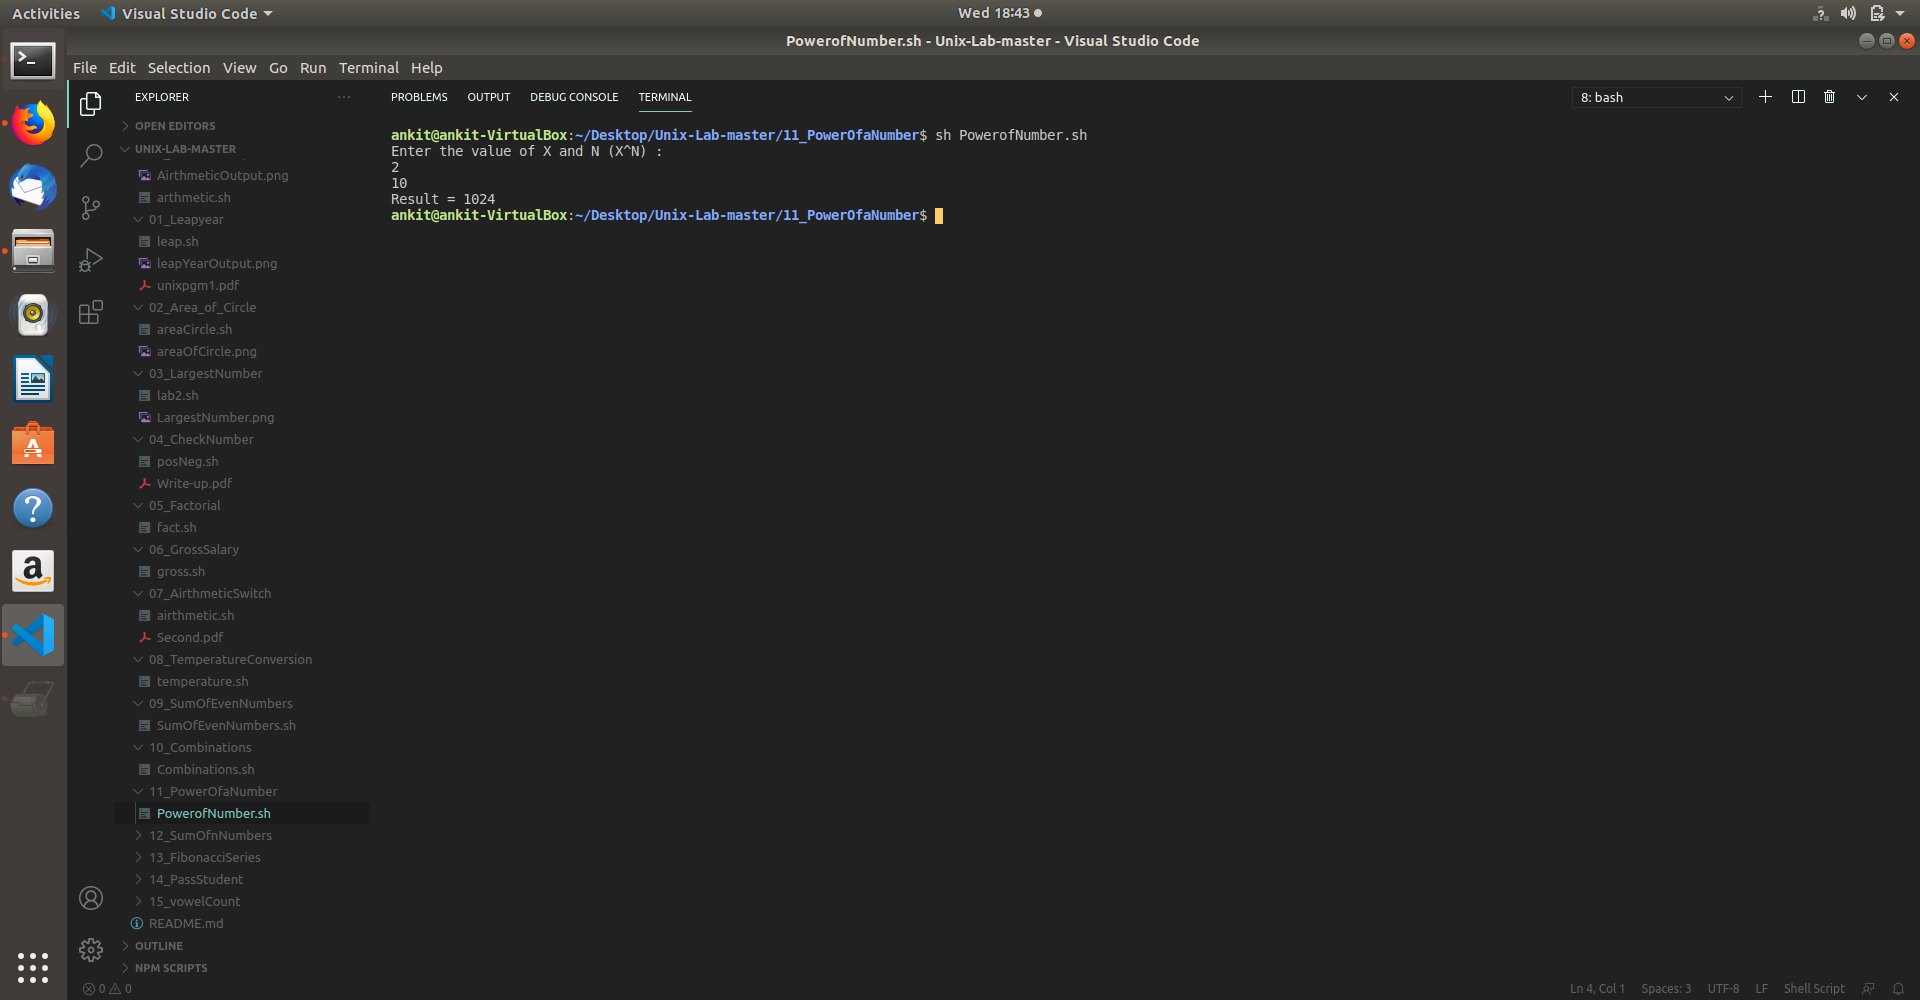 Activities Visual Studio Code Wed 18:43
PowerofNumber.sh - Unix-Lab-master - Visual Studio Code
File Edit Selection View Go Run Terminal Help
EXPLORER
OPEN EDITORS
UNIX-LAB-MASTER
AirthmeticOutput.png
arthmetic.sh
01_Leapyear
leap.sh
leapYearOutput.png
unixpgm1.pdf
02_Area_of_Circle
areaCircle.sh
areaOfCircle.png
03_LargestNumber
lab2.sh
LargestNumber.png
04_CheckNumber
posNeg.sh
Write-up.pdf
05_Factorial
fact.sh
06_GrossSalary
gross.sh
07_AirthmeticSwitch
airthmetic.sh
Second.pdf
08_TemperatureConversion
temperature.sh
09_SumOfEvenNumbers
SumOfEvenNumbers.sh
10_Combinations
Combinations.sh
11_PowerOfaNumber
PowerofNumber.sh
12_SumOfnNumbers
13_FibonacciSeries
14_PassStudent
15_vowelCount
README.md
OUTLINE
NPM SCRIPTS
PROBLEMS OUTPUT DEBUG CONSOLE TERMINAL 8: bash
ankit@ankit-VirtualBox:~/Desktop/Unix-Lab-master/11_PowerOfaNumber$ sh PowerofNumber.sh
Enter the value of X and N (X^N) :
2
10
Result = 1024
ankit@ankit-VirtualBox:~/Desktop/Unix-Lab-master/11_PowerOfaNumber$
0 0 Ln 4, Col 1 Spaces: 3 UTF-8 LF Shell Script